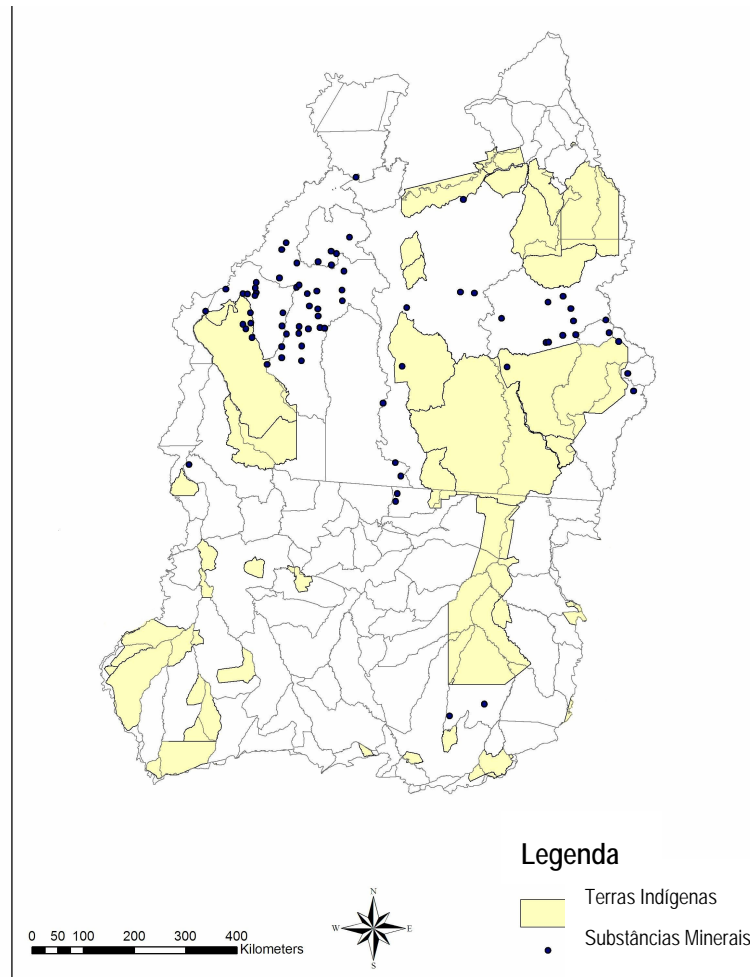 Legenda
Terras Indígenas
Substâncias Minerais
N
W E
S
0 50 100 200 300 400
Kilometers